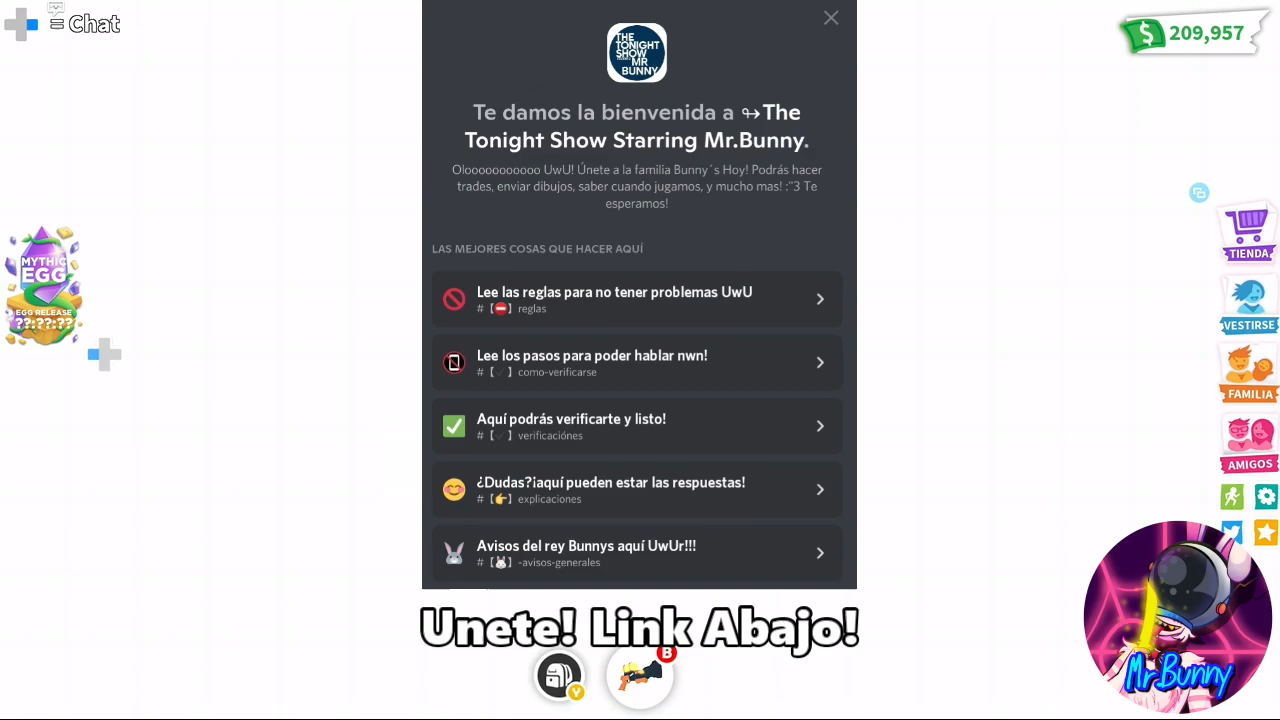 = Chat
209,957
THE
TONIGHT
SHOW
MR
BUNNY
Te damos la bienvenida a ↬The
Tonight Show Starring Mr.Bunny.
Olooooooooooo UwU! Únete a la familia Bunny´s Hoy! Podrás hacer
trades, enviar dibujos, saber cuando jugamos, y mucho mas! :"3 Te
esperamos!
LAS MEJORES COSAS QUE HACER AQUÍ
Lee las reglas para no tener problemas UwU
# 【⛔】reglas
Lee los pasos para poder hablar nwn!
# 【✅】como-verificarse
Aquí podrás verificarte y listo!
# 【✅】verificaciónes
¿Dudas?¡aquí pueden estar las respuestas!
# 【👉】explicaciones
Avisos del rey Bunnys aquí UwUr!!!
# 【🐰】-avisos-generales
MYTHIC
EGG
EGG RELEASE
??:??:??
TIENDA
VESTIRSE
FAMILIA
AMIGOS
Unete! Link Abajo!
B
Y
MrBunny